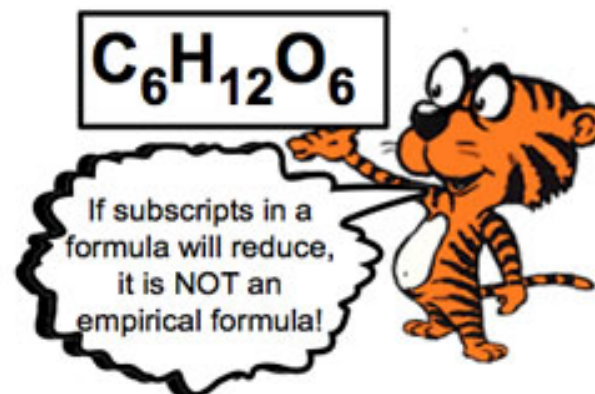 C₆H₁₂O₆
If subscripts in a
formula will reduce,
it is NOT an
empirical formula!